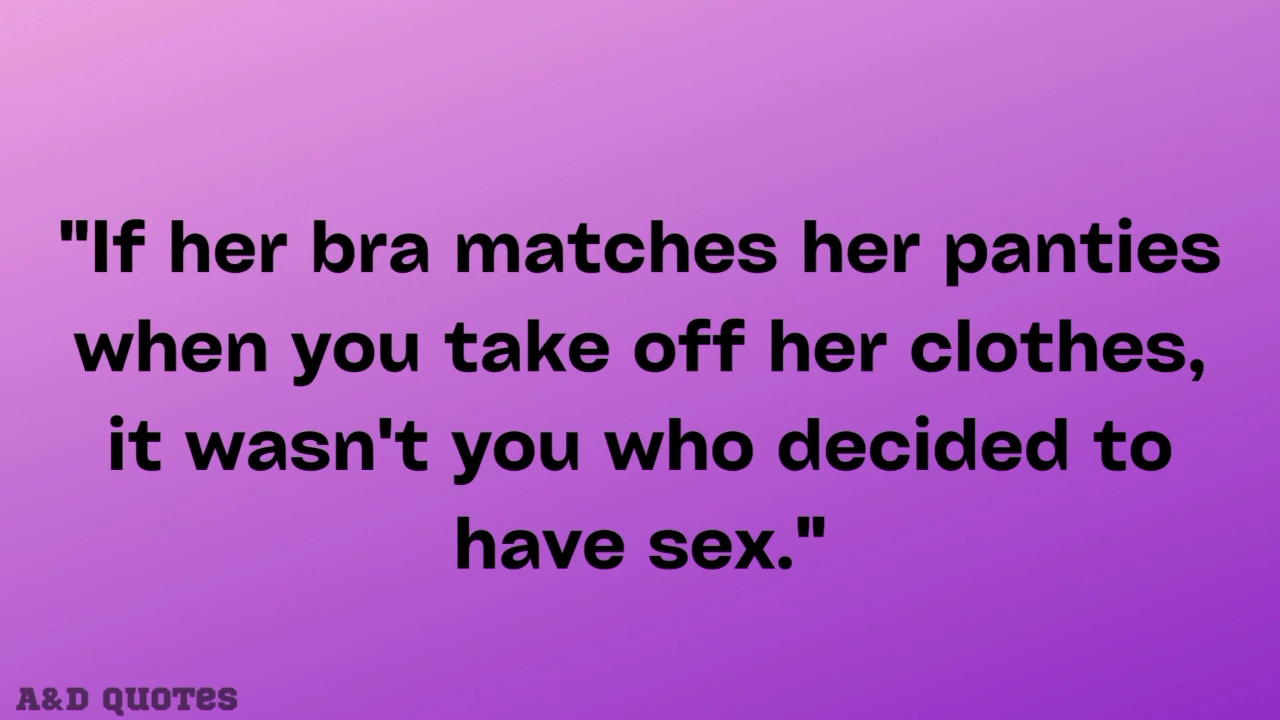 "If her bra matches her panties
when you take off her clothes,
it wasn't you who decided to
have sex."
A&D QUOTES